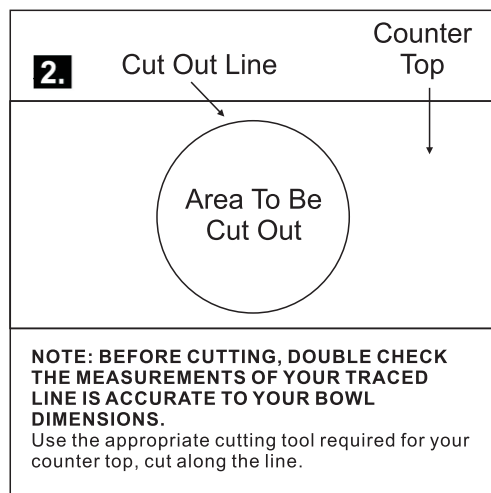 2.
Cut Out Line
Counter
Top
Area To Be
Cut Out
NOTE: BEFORE CUTTING, DOUBLE CHECK
THE MEASUREMENTS OF YOUR TRACED
LINE IS ACCURATE TO YOUR BOWL
DIMENSIONS.
Use the appropriate cutting tool required for your
counter top, cut along the line.